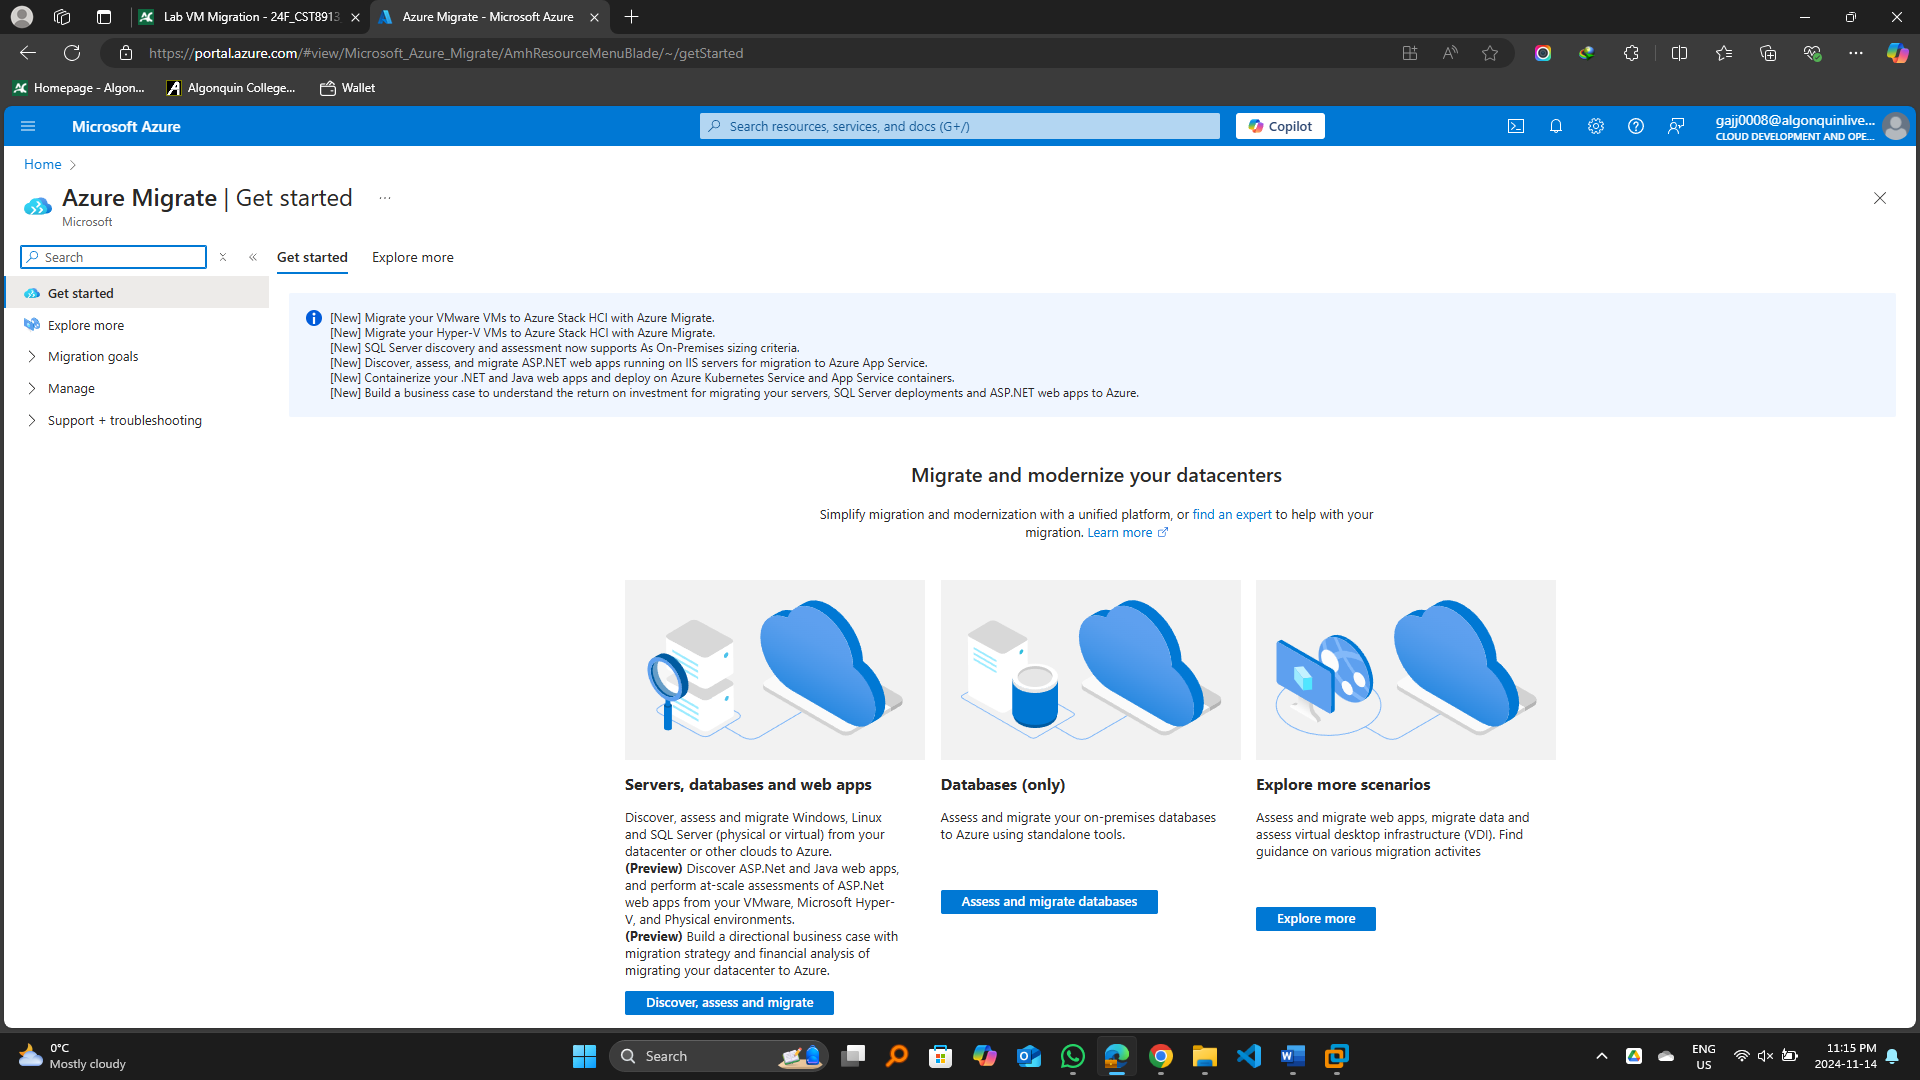 Lab VM Migration - 24F_CST8913
Azure Migrate - Microsoft Azure
https://portal.azure.com/#view/Microsoft_Azure_Migrate/AmhResourceMenuBlade/~/getStarted
Homepage - Algon...
Algonquin College...
Wallet
Microsoft Azure
Search resources, services, and docs (G+/)
Copilot
gajj0008@algonquinlive...
CLOUD DEVELOPMENT AND OPE...
Home
Azure Migrate | Get started
Microsoft
Search
Get started
Explore more
Get started
Explore more
Migration goals
Manage
Support + troubleshooting
[New] Migrate your VMware VMs to Azure Stack HCI with Azure Migrate.
[New] Migrate your Hyper-V VMs to Azure Stack HCI with Azure Migrate.
[New] SQL Server discovery and assessment now supports As On-Premises sizing criteria.
[New] Discover, assess, and migrate ASP.NET web apps running on IIS servers for migration to Azure App Service.
[New] Containerize your .NET and Java web apps and deploy on Azure Kubernetes Service and App Service containers.
[New] Build a business case to understand the return on investment for migrating your servers, SQL Server deployments and ASP.NET web apps to Azure.
Migrate and modernize your datacenters
Simplify migration and modernization with a unified platform, or find an expert to help with your
migration. Learn more
Servers, databases and web apps
Discover, assess and migrate Windows, Linux
and SQL Server (physical or virtual) from your
datacenter or other clouds to Azure.
(Preview) Discover ASP.Net and Java web apps,
and perform at-scale assessments of ASP.Net
web apps from your VMware, Microsoft Hyper-
V, and Physical environments.
(Preview) Build a directional business case with
migration strategy and financial analysis of
migrating your datacenter to Azure.
Discover, assess and migrate
Databases (only)
Assess and migrate your on-premises databases
to Azure using standalone tools.
Assess and migrate databases
Explore more scenarios
Assess and migrate web apps, migrate data and
assess virtual desktop infrastructure (VDI). Find
guidance on various migration activites
Explore more
0°C
Mostly cloudy
Search
ENG
US
11:15 PM
2024-11-14